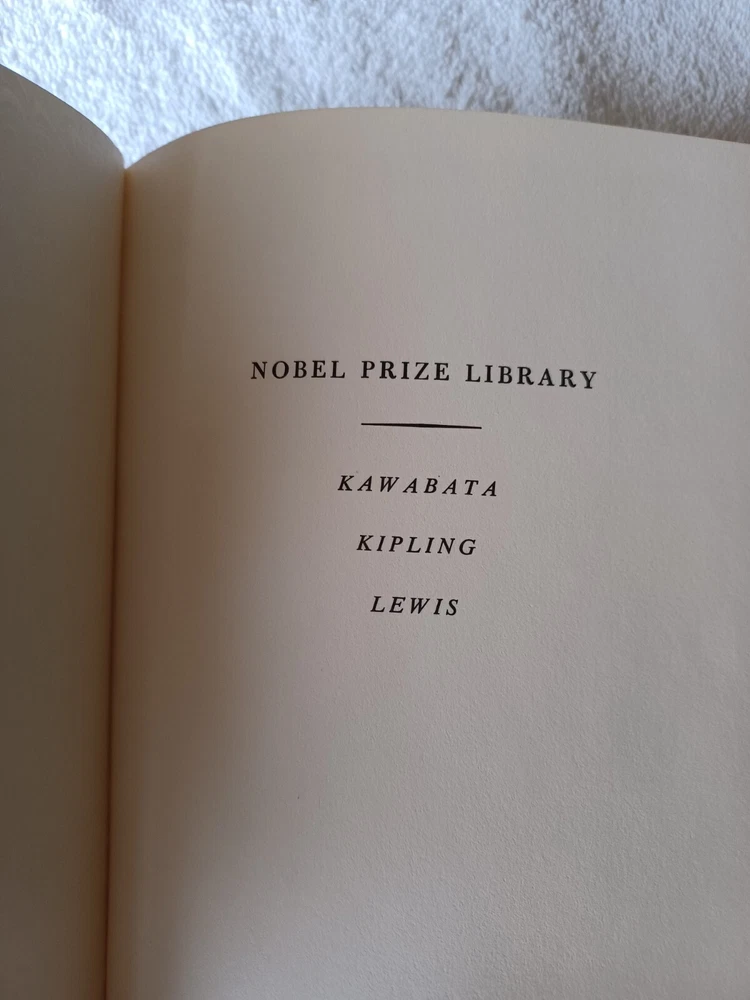 NOBEL PRIZE LIBRARY
KAWABATA
KIPLING
LEWIS